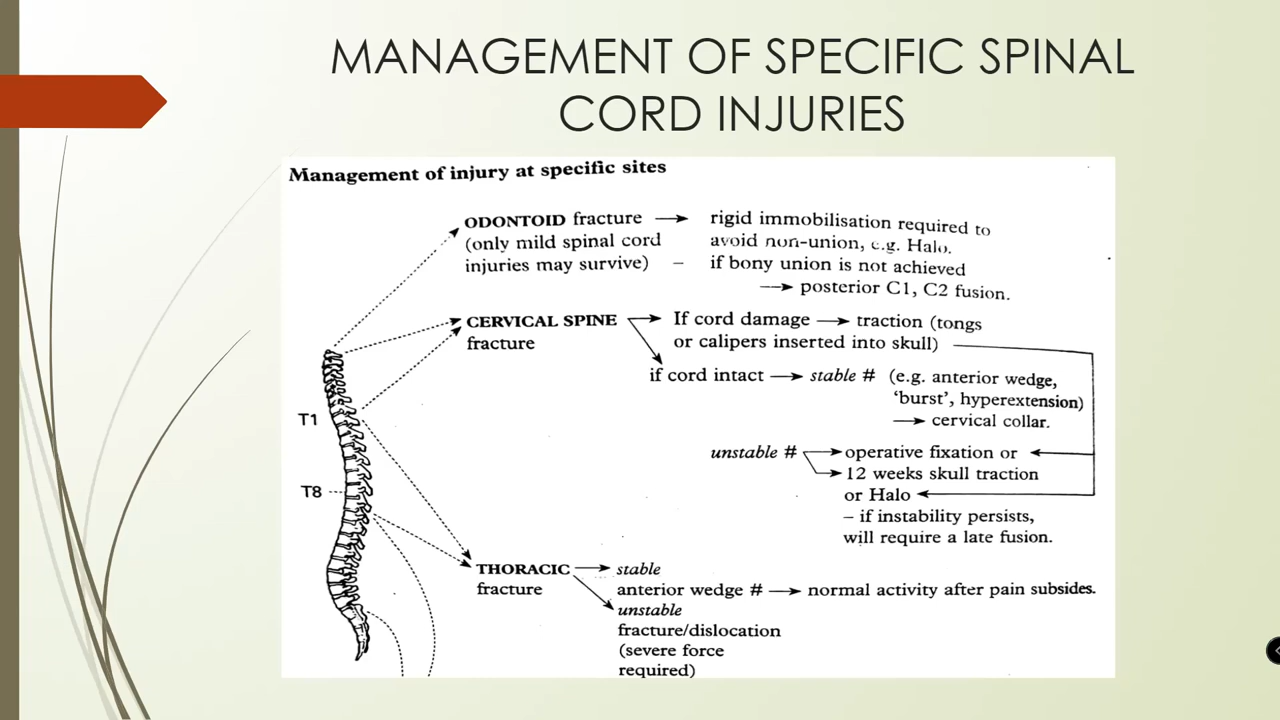 MANAGEMENT OF SPECIFIC SPINAL
CORD INJURIES
Management of injury at specific sites
ODONTOID fracture → rigid immobilisation required to
(only mild spinal cord avoid non-union, e.g. Halo.
injuries may survive) – if bony union is not achieved
→ posterior C1, C2 fusion.
CERVICAL SPINE → If cord damage → traction (tongs
fracture or calipers inserted into skull)
if cord intact → stable # (e.g. anterior wedge,
'burst', hyperextension)
→ cervical collar.
T1
unstable # → operative fixation or
→ 12 weeks skull traction
or Halo
T8
– if instability persists,
will require a late fusion.
THORACIC → stable
fracture anterior wedge # → normal activity after pain subsides.
unstable
fracture/dislocation
(severe force
required)